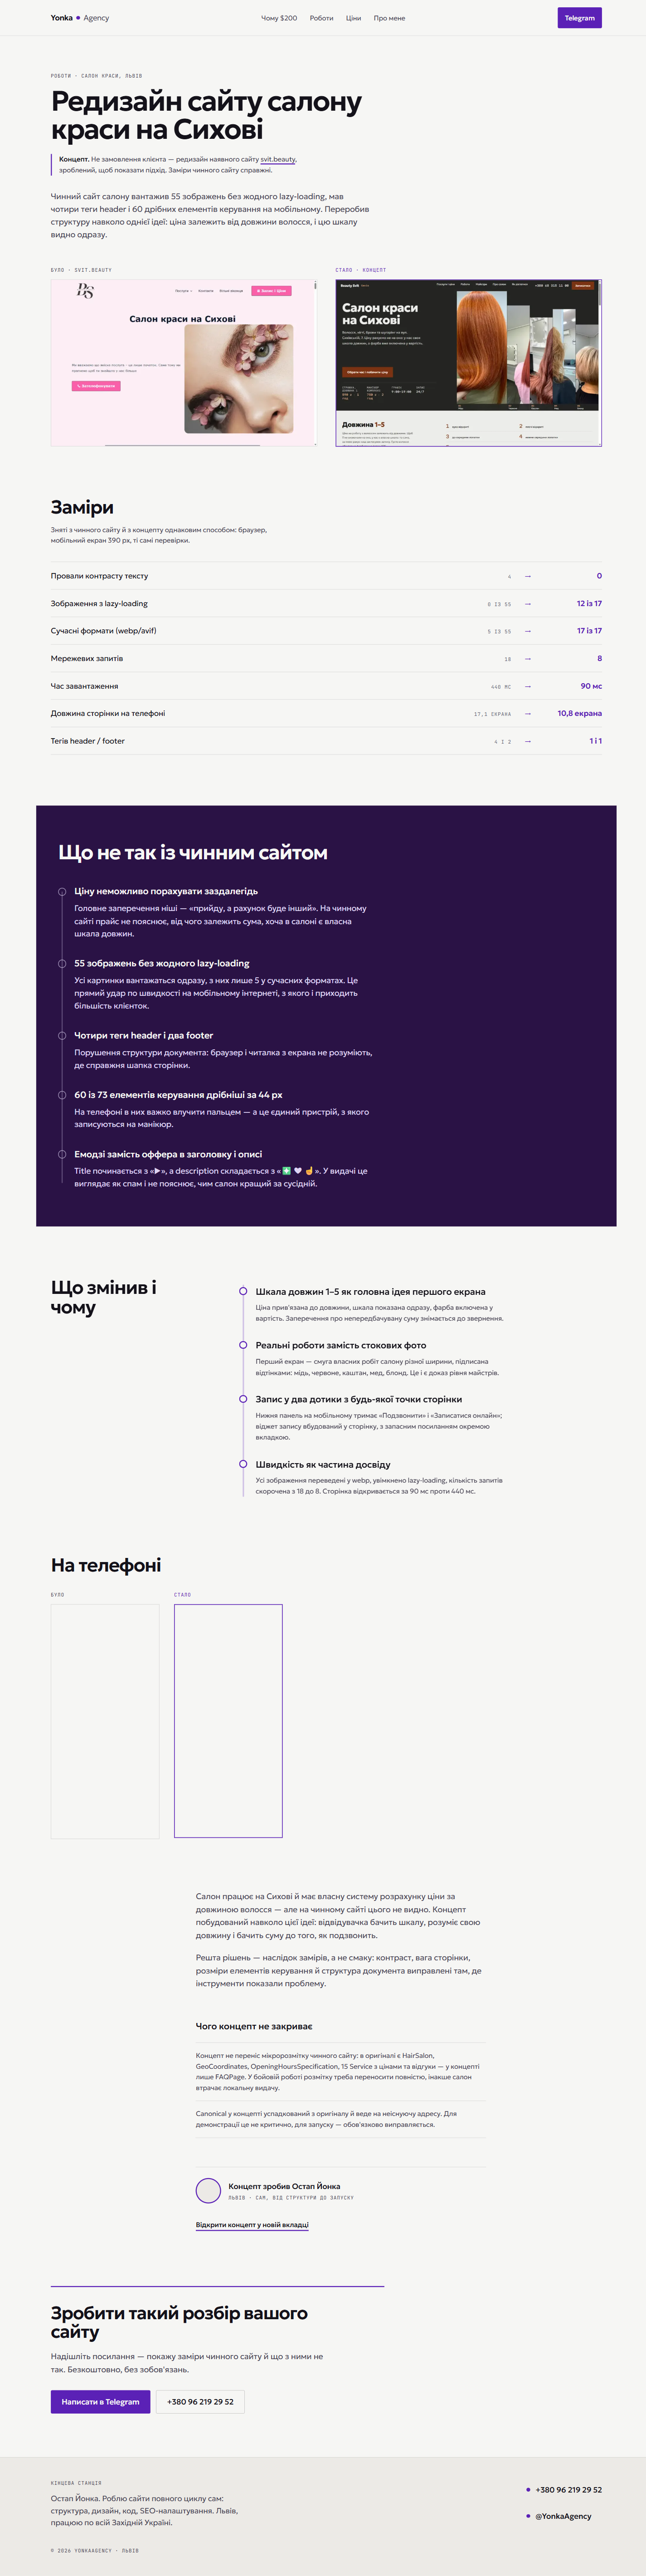 Yonka • Agency
Чому $200 Роботи Ціни Про мене
Telegram
РОБОТИ · САЛОН КРАСИ, ЛЬВІВ
Редизайн сайту салону
краси на Сихові
Концепт. Не замовлення клієнта — редизайн наявного сайту svit.beauty,
зроблений, щоб показати підхід. Заміри чинного сайту справжні.
Чинний сайт салону вантажив 55 зображень без жодного lazy-loading, мав
чотири теги header і 60 дрібних елементів керування на мобільному. Переробив
структуру навколо однієї ідеї: ціна залежить від довжини волосся, і цю шкалу
видно одразу.
БУЛО · SVIT.BEAUTY
СТАЛО · КОНЦЕПТ
Салон краси на Сихові
Салон краси
на Сихові
Довжина 1–5
Заміри
Зняті з чинного сайту й з концепту однаковим способом: браузер,
мобільний екран 390 px, ті самі перевірки.
Провали контрасту тексту 4 → 0
Зображення з lazy-loading 0 ІЗ 55 → 12 із 17
Сучасні формати (webp/avif) 5 ІЗ 55 → 17 із 17
Мережевих запитів 18 → 8
Час завантаження 440 МС → 90 мс
Довжина сторінки на телефоні 17,1 ЕКРАНА → 10,8 екрана
Тегів header / footer 4 І 2 → 1 і 1
Що не так із чинним сайтом
Ціну неможливо порахувати заздалегідь
Головне заперечення ніші — «прийду, а рахунок буде інший». На чинному
сайті прайс не пояснює, від чого залежить сума, хоча в салоні є власна
шкала довжин.
55 зображень без жодного lazy-loading
Усі картинки вантажаться одразу, з них лише 5 у сучасних форматах. Це
прямий удар по швидкості на мобільному інтернеті, з якого і приходить
більшість клієнток.
Чотири теги header і два footer
Порушення структури документа: браузер і читалка з екрана не розуміють,
де справжня шапка сторінки.
60 із 73 елементів керування дрібніші за 44 px
На телефоні в них важко влучити пальцем — а це єдиний пристрій, з якого
записуються на манікюр.
Емодзі замість оффера в заголовку і описі
Title починається з «▶», а description складається з «✚ 🤍 ☝». У видачі це
виглядає як спам і не пояснює, чим салон кращий за сусідній.
Що змінив і
чому
Шкала довжин 1–5 як головна ідея першого екрана
Ціна прив'язана до довжини, шкала показана одразу, фарба включена у
вартість. Заперечення про непередбачувану суму знімається до звернення.
Реальні роботи замість стокових фото
Перший екран — смуга власних робіт салону різної ширини, підписана
відтінками: мідь, червоне, каштан, мед, блонд. Це і є доказ рівня майстрів.
Запис у два дотики з будь-якої точки сторінки
Нижня панель на мобільному тримає «Подзвонити» і «Записатися онлайн»;
віджет запису вбудований у сторінку, з запасним посиланням окремою
вкладкою.
Швидкість як частина досвіду
Усі зображення переведені у webp, увімкнено lazy-loading, кількість запитів
скорочена з 18 до 8. Сторінка відкривається за 90 мс проти 440 мс.
На телефоні
БУЛО
СТАЛО
Салон працює на Сихові й має власну систему розрахунку ціни за
довжиною волосся — але на чинному сайті цього не видно. Концепт
побудований навколо цієї ідеї: відвідувачка бачить шкалу, розуміє свою
довжину і бачить суму до того, як подзвонить.
Решта рішень — наслідок замірів, а не смаку: контраст, вага сторінки,
розміри елементів керування й структура документа виправлені там, де
інструменти показали проблему.
Чого концепт не закриває
Концепт не переніс мікророзмітку чинного сайту: в оригіналі є HairSalon,
GeoCoordinates, OpeningHoursSpecification, 15 Service з цінами та відгуки — у концепті
лише FAQPage. У бойовій роботі розмітку треба переносити повністю, інакше салон
втрачає локальну видачу.
Canonical у концепті успадкований з оригіналу й веде на неіснуючу адресу. Для
демонстрації це не критично, для запуску — обов'язково виправляється.
Концепт зробив Остап Йонка
ЛЬВІВ · САМ, ВІД СТРУКТУРИ ДО ЗАПУСКУ
Відкрити концепт у новій вкладці
Зробити такий розбір вашого
сайту
Надішліть посилання — покажу заміри чинного сайту й що з ними не
так. Безкоштовно, без зобов'язань.
Написати в Telegram
+380 96 219 29 52
КІНЦЕВА СТАНЦІЯ
Остап Йонка. Роблю сайти повного циклу сам:
структура, дизайн, код, SEO-налаштування. Львів,
працюю по всій Західній Україні.
+380 96 219 29 52
@YonkaAgency
© 2026 YONKAAGENCY · ЛЬВІВ